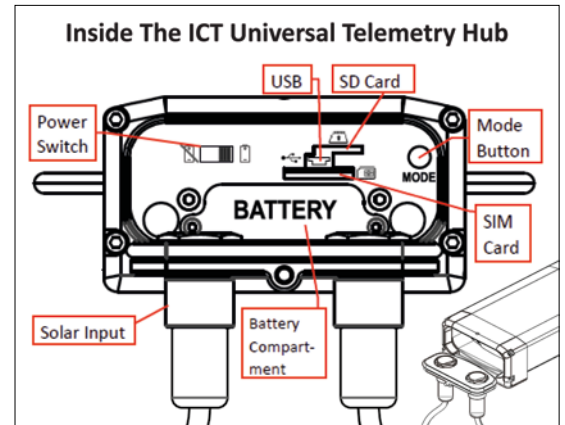 Inside The ICT Universal Telemetry Hub
USB
SD Card
Power
Switch
Mode
Button
MODE
BATTERY
SIM
Card
Solar Input
Battery
Compart-
ment